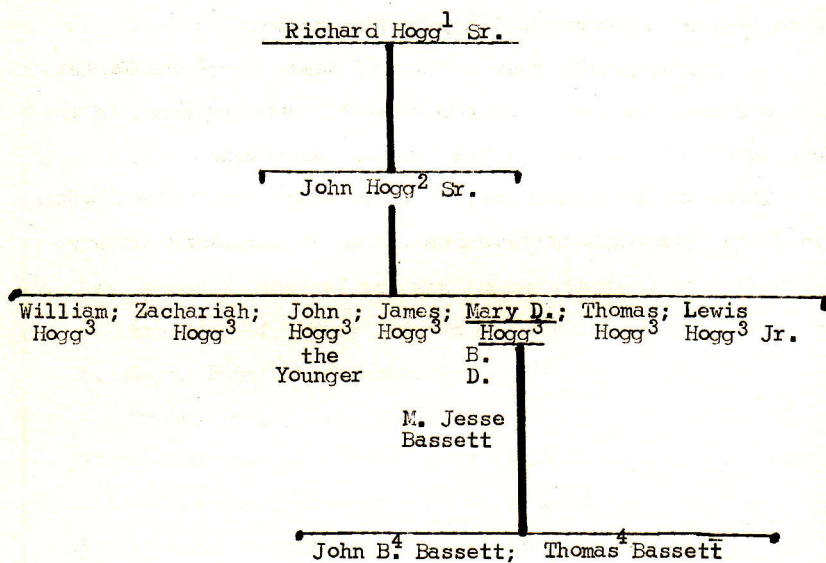 Richard Hogg¹ Sr.
John Hogg² Sr.
William; Zachariah; John ; James; Mary D.; Thomas; Lewis
Hogg³ Hogg³ Hogg³ Hogg³ Hogg³ Hogg³ Hogg³ Jr.
the B.
Younger D.
M. Jesse
Bassett
John B.⁴ Bassett; Thomas⁴ Bassett